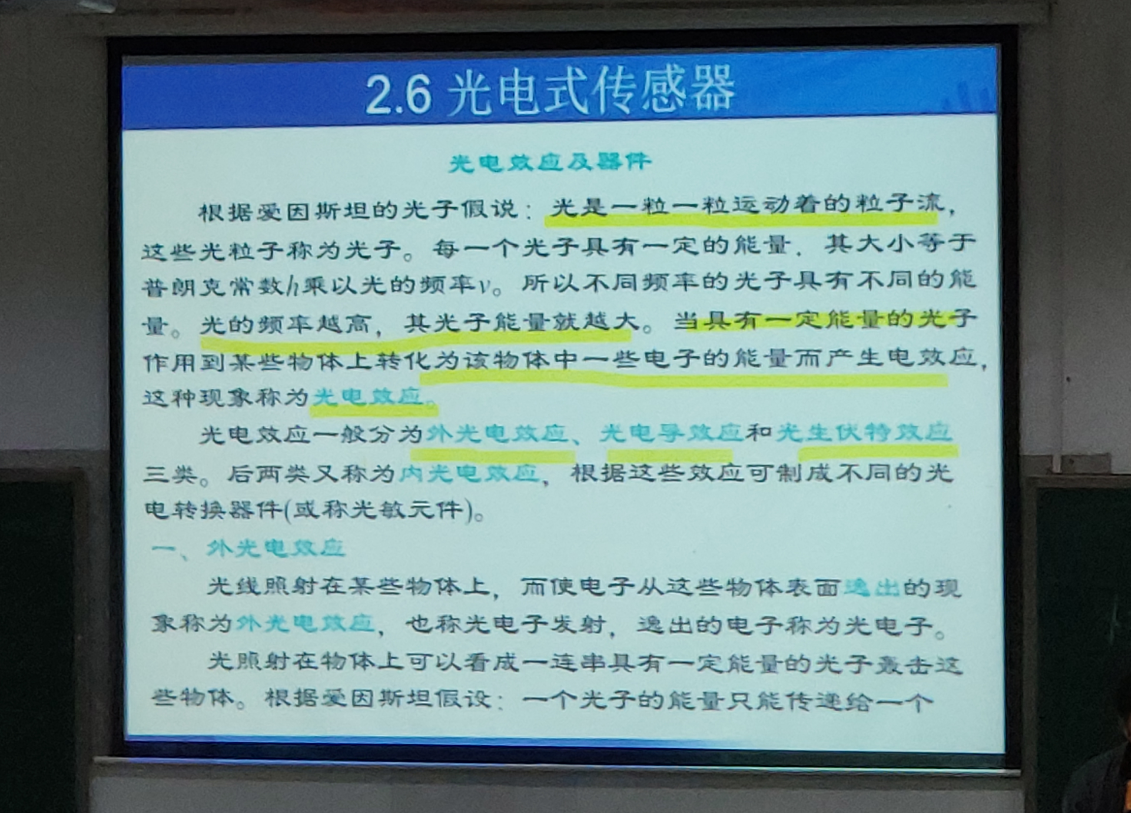 2.6 光电式传感器
光电效应及器件
根据爱因斯坦的光子假说：光是一粒一粒运动着的粒子流，
这些光粒子称为光子。每一个光子具有一定的能量，其大小等于
普朗克常数h乘以光的频率ν。所以不同频率的光子具有不同的能
量。光的频率越高，其光子能量就越大。当具有一定能量的光子
作用到某些物体上转化为该物体中一些电子的能量而产生电效应，
这种现象称为光电效应。
光电效应一般分为外光电效应、光电导效应和光生伏特效应
三类。后两类又称为内光电效应，根据这些效应可制成不同的光
电转换器件(或称光敏元件)。
一、外光电效应
光线照射在某些物体上，而使电子从这些物体表面逸出的现
象称为外光电效应，也称光电子发射，逸出的电子称为光电子。
光照射在物体上可以看成一连串具有一定能量的光子轰击这
些物体。根据爱因斯坦假设：一个光子的能量只能传递给一个